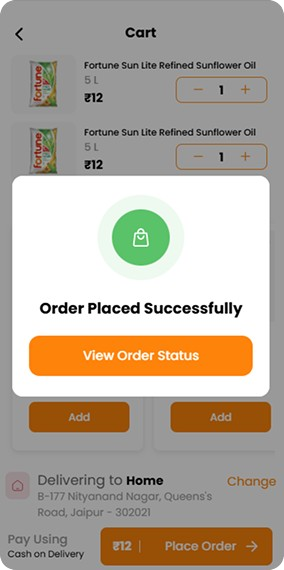 Cart
Fortune Sun Lite Refined Sunflower Oil
5 L
₹12
1
Fortune Sun Lite Refined Sunflower Oil
5 L
₹12
1
Order Placed Successfully
View Order Status
Add
Add
Delivering to Home
Change
B-177 Nityanand Nagar, Queens's
Road, Jaipur - 302021
Pay Using
Cash on Delivery
₹12
Place Order